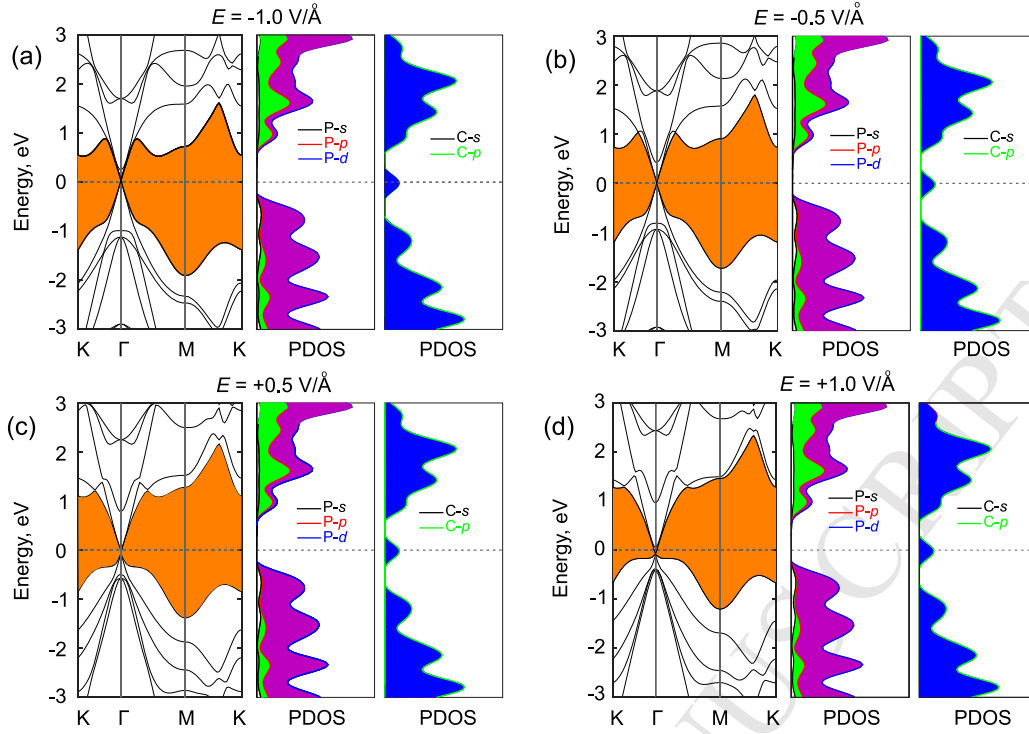 E = -1.0 V/Å
E = -0.5 V/Å
(a)
3
2
1
0
-1
-2
-3
Energy, eV
K Γ M K
P-s
P-p
P-d
PDOS
C-s
C-p
PDOS
(b)
3
2
1
0
-1
-2
-3
Energy, eV
K Γ M K
P-s
P-p
P-d
PDOS
C-s
C-p
PDOS
E = +0.5 V/Å
E = +1.0 V/Å
(c)
3
2
1
0
-1
-2
-3
Energy, eV
K Γ M K
P-s
P-p
P-d
PDOS
C-s
C-p
PDOS
(d)
3
2
1
0
-1
-2
-3
Energy, eV
K Γ M K
P-s
P-p
P-d
PDOS
C-s
C-p
PDOS